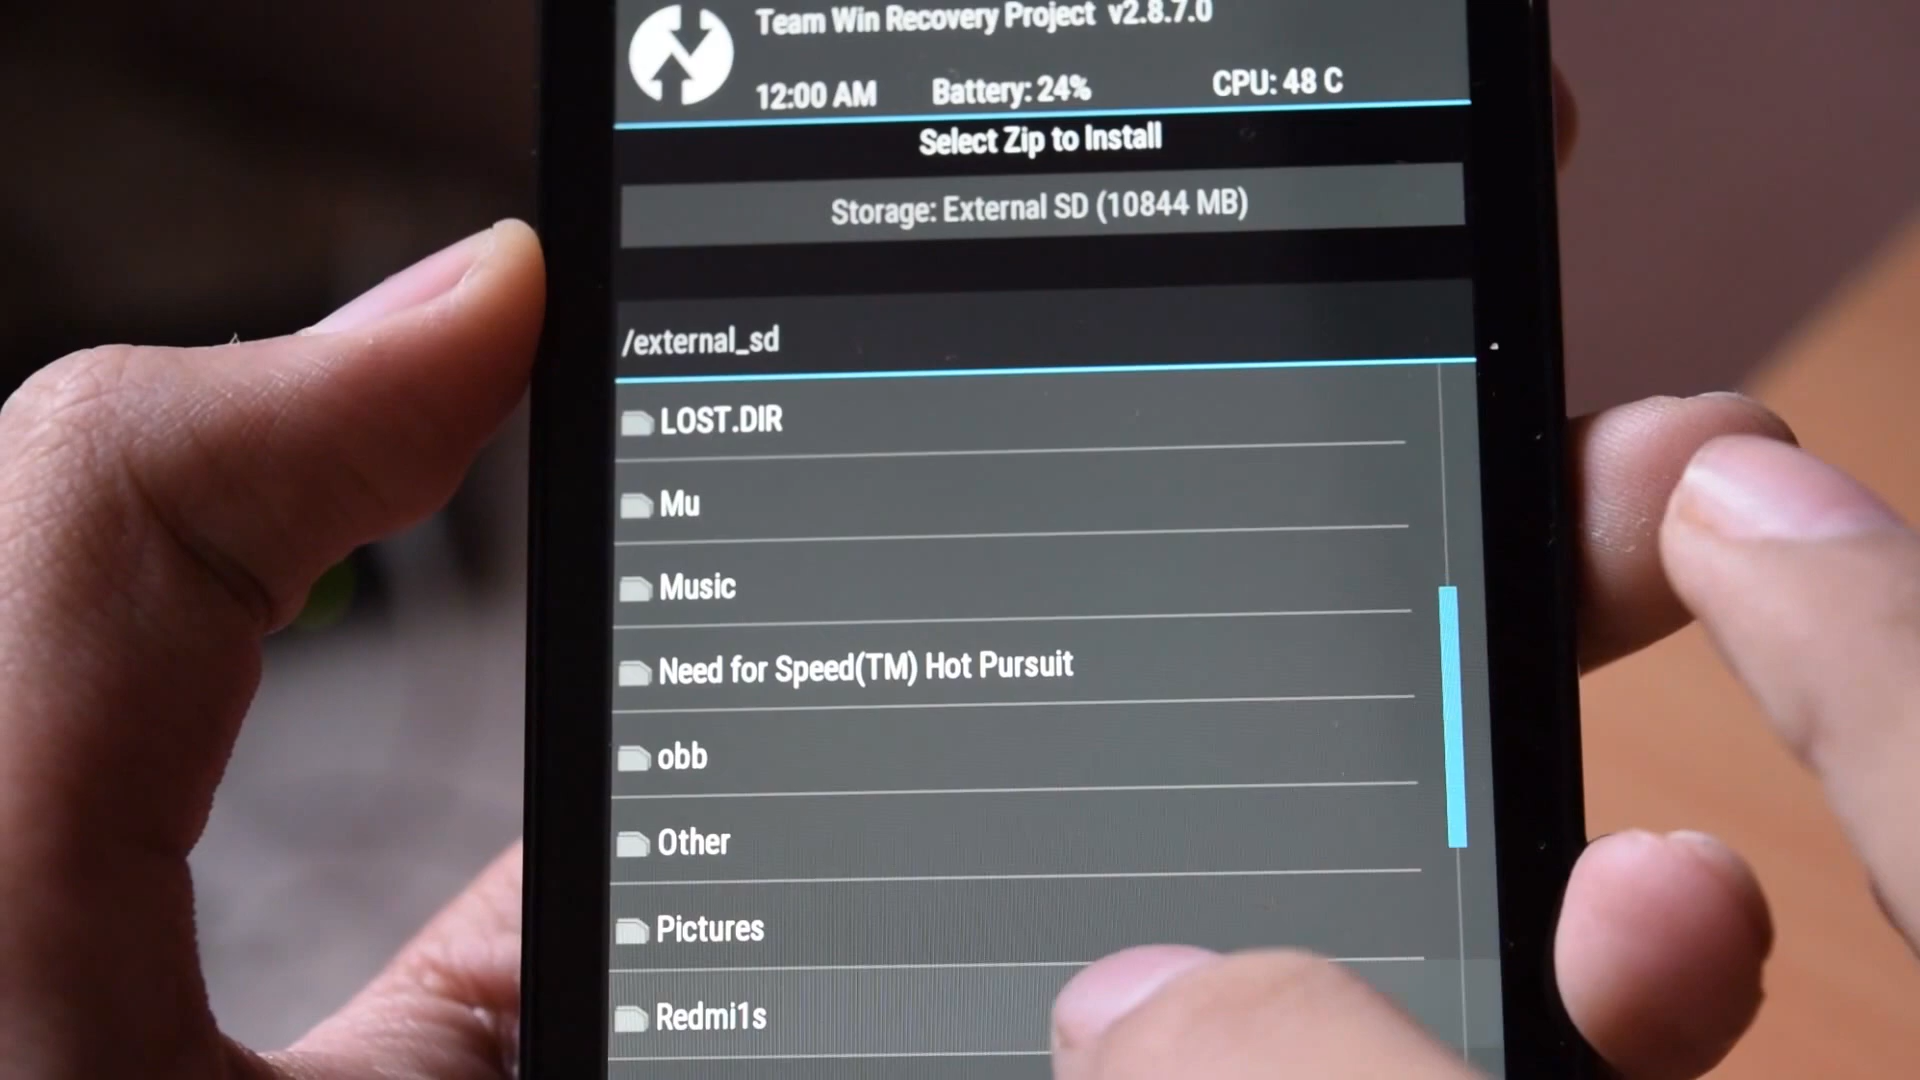 Team Win Recovery Project v2.8.7.0
12:00 AM Battery: 24% CPU: 48 C
Select Zip to Install
Storage: External SD (10844 MB)
/external_sd
LOST.DIR
Mu
Music
Need for Speed(TM) Hot Pursuit
obb
Other
Pictures
Redmi1s